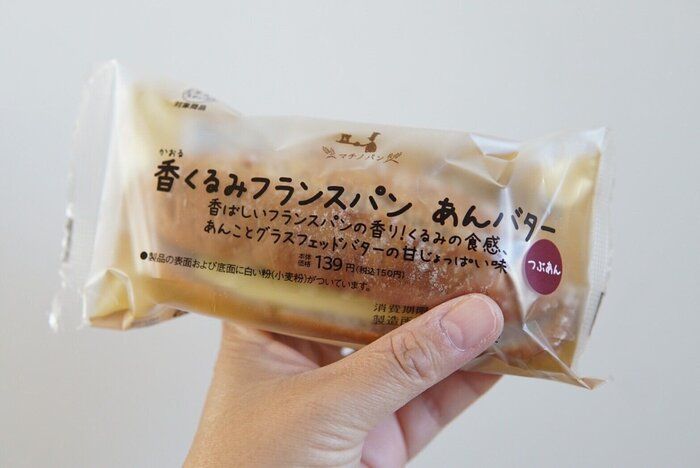 対象商品
マチノパン
かおる
香くるみフランスパン あんバター
香ばしいフランスパンの香り!くるみの食感、
あんことグラスフェッドバターの甘じょっぱい味
つぶあん
本体価格 139円(税込150円)
●製品の表面および底面に白い粉(小麦粉)がついています。
消費期限
製造